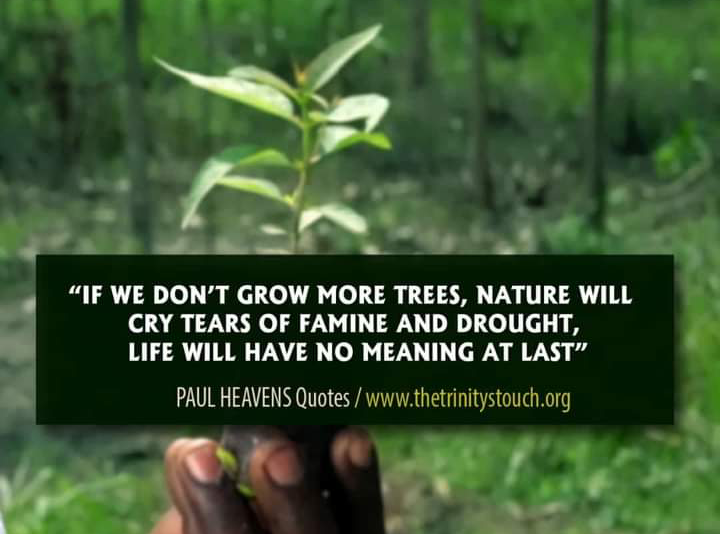 “IF WE DON’T GROW MORE TREES, NATURE WILL
CRY TEARS OF FAMINE AND DROUGHT,
LIFE WILL HAVE NO MEANING AT LAST”
PAUL HEAVENS Quotes / www.thetrinitystouch.org